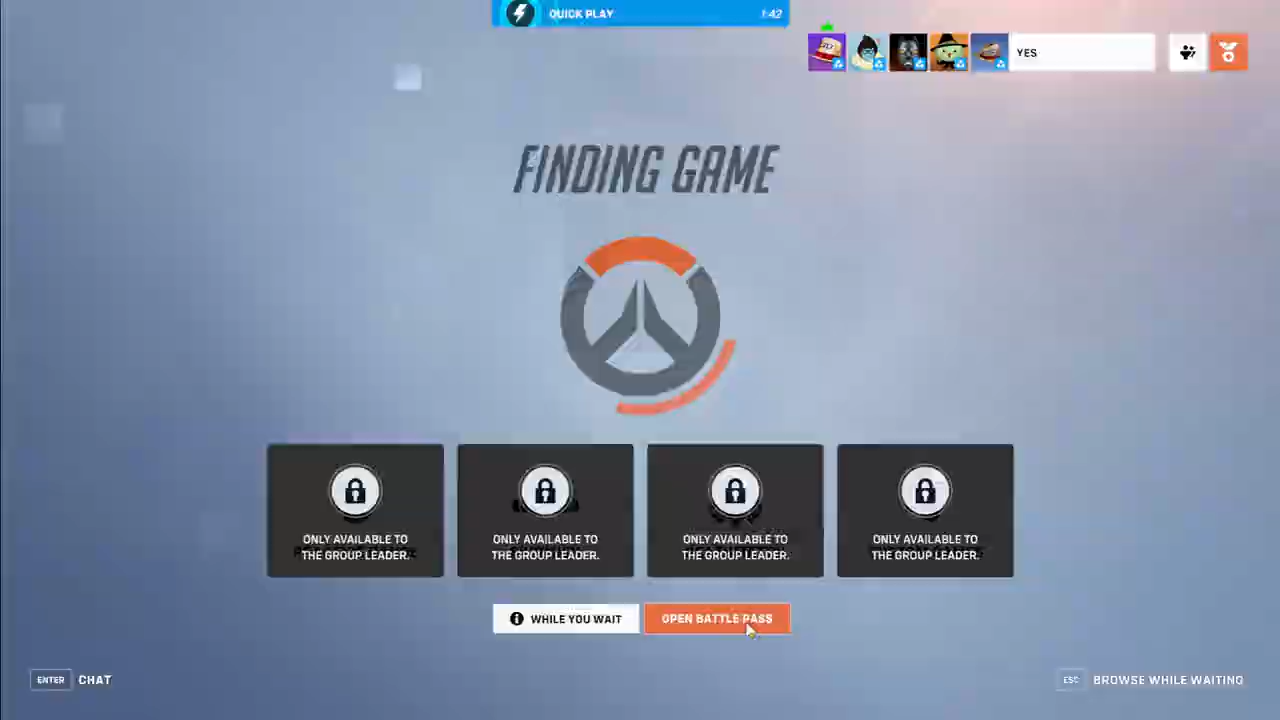 QUICK PLAY
1:42
YES
FINDING GAME
ONLY AVAILABLE TO
THE GROUP LEADER.
ONLY AVAILABLE TO
THE GROUP LEADER.
ONLY AVAILABLE TO
THE GROUP LEADER.
ONLY AVAILABLE TO
THE GROUP LEADER.
WHILE YOU WAIT
OPEN BATTLE PASS
ENTER CHAT
ESC BROWSE WHILE WAITING